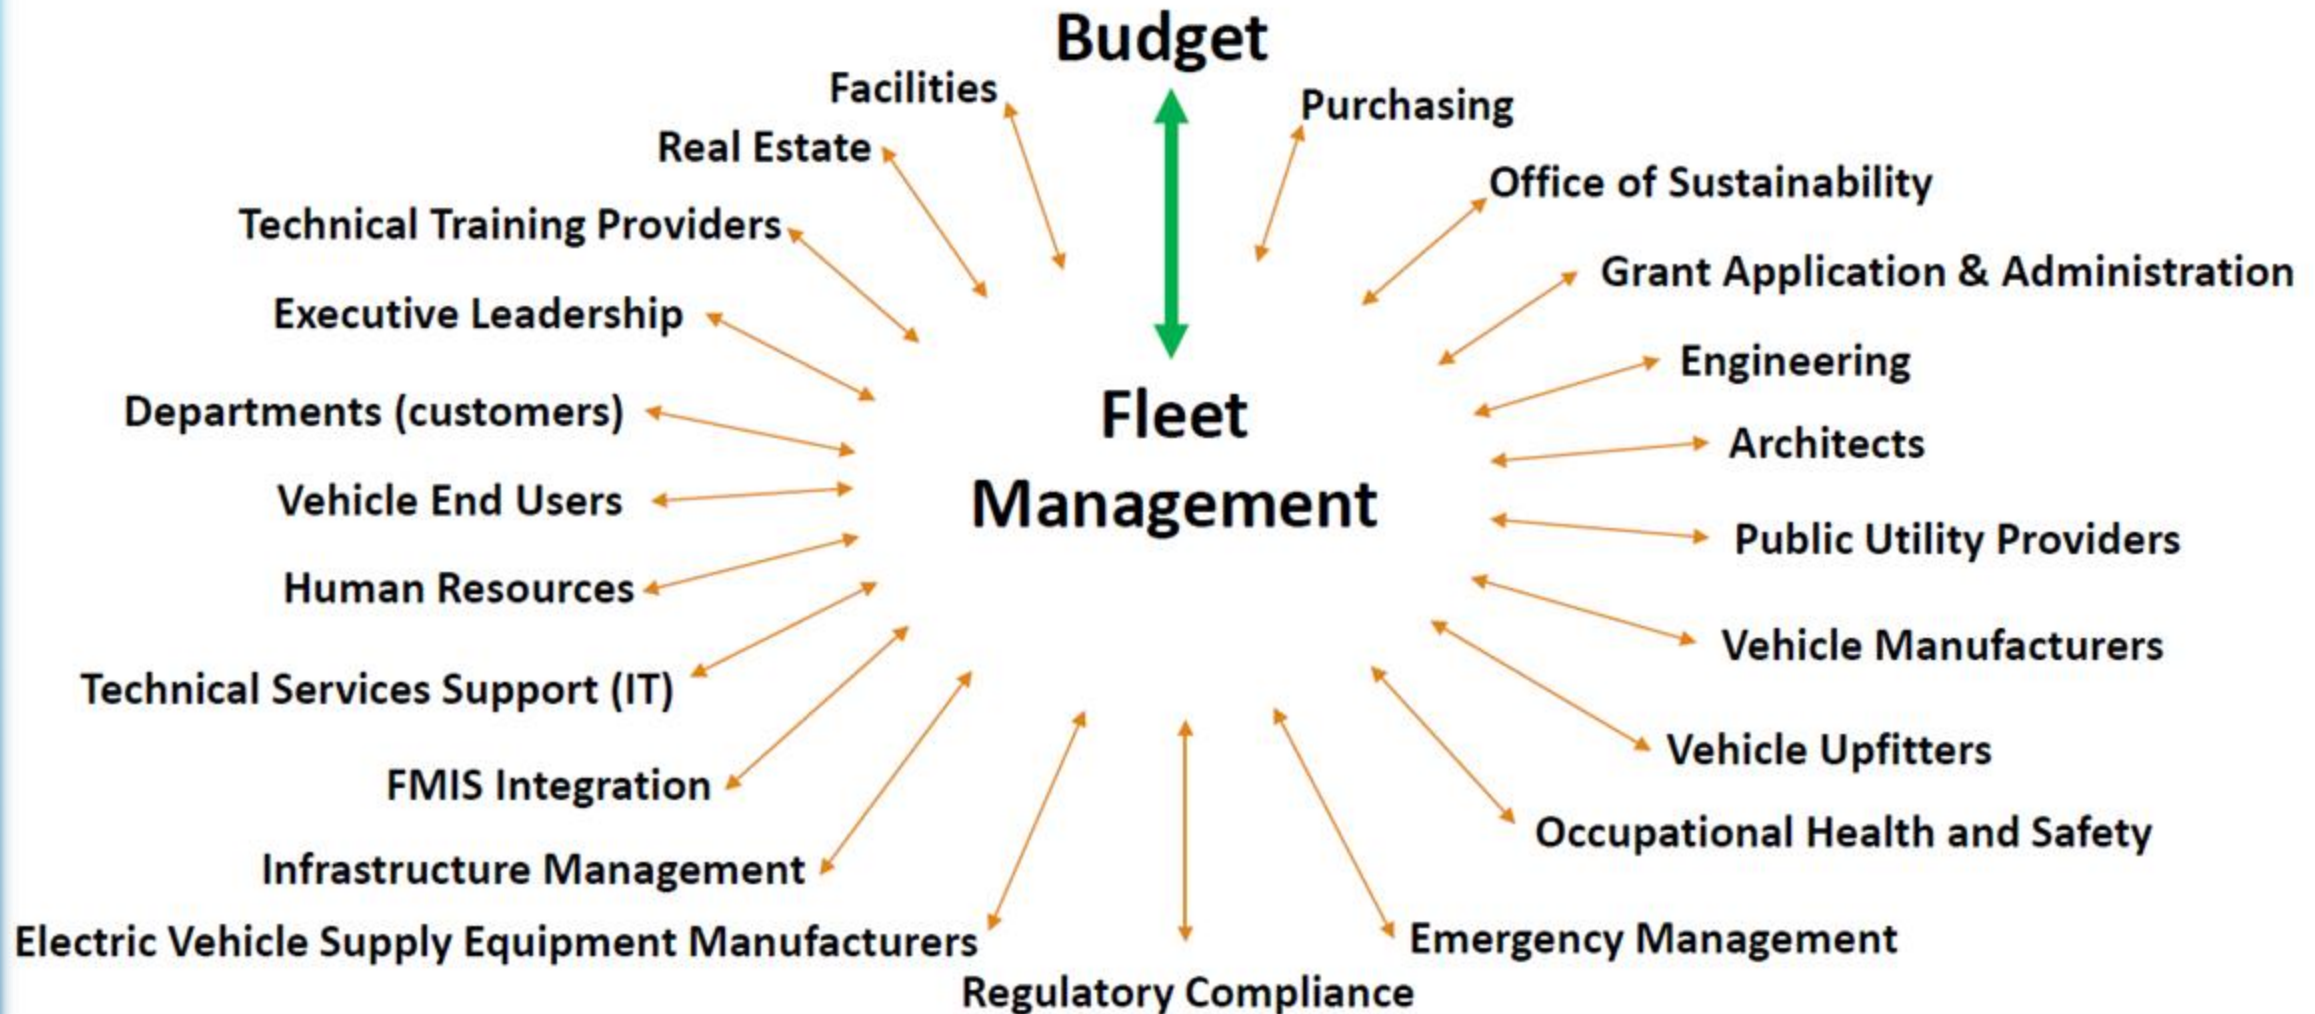 Budget
Facilities
Purchasing
Real Estate
Office of Sustainability
Technical Training Providers
Grant Application & Administration
Executive Leadership
Engineering
Departments (customers)
Fleet
Management
Architects
Vehicle End Users
Public Utility Providers
Human Resources
Vehicle Manufacturers
Technical Services Support (IT)
Vehicle Upfitters
FMIS Integration
Occupational Health and Safety
Infrastructure Management
Electric Vehicle Supply Equipment Manufacturers
Emergency Management
Regulatory Compliance